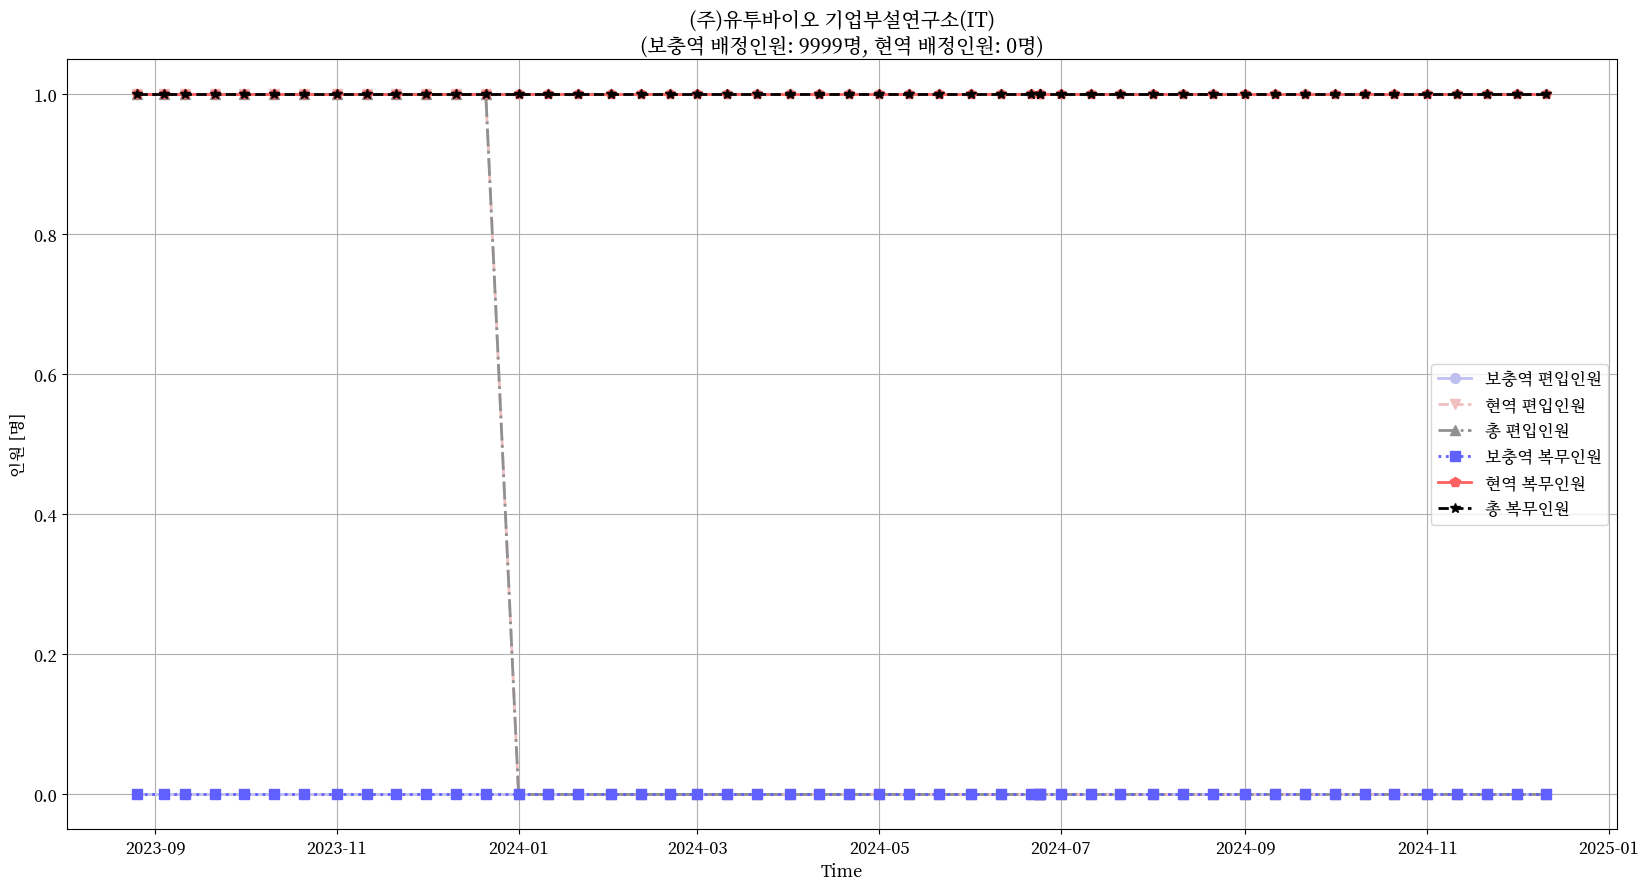 (주)유투바이오 기업부설연구소(IT)
(보충역 배정인원: 9999명, 현역 배정인원: 0명)
인원 [명]
1.0
0.8
0.6
0.4
0.2
0.0
보충역 편입인원
현역 편입인원
총 편입인원
보충역 복무인원
현역 복무인원
총 복무인원
2023-09 2023-11 2024-01 2024-03 2024-05 2024-07 2024-09 2024-11 2025-01
Time